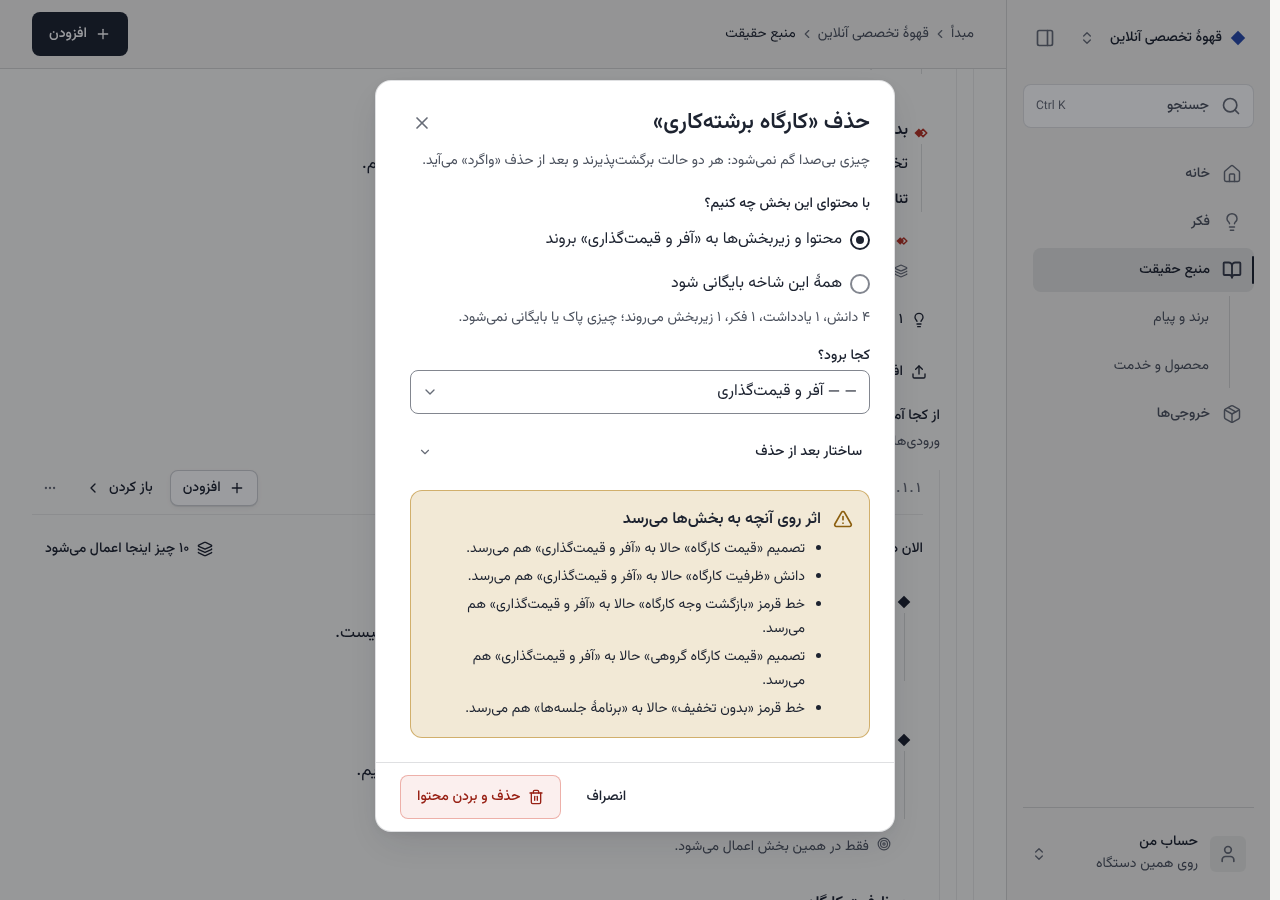 قهوهٔ تخصصی آنلاین
جستجو
Ctrl K
خانه
فکر
منبع حقیقت
برند و پیام
محصول و خدمت
خروجی‌ها
حساب من
روی همین دستگاه
مبدأ
قهوهٔ تخصصی آنلاین
منبع حقیقت
افزودن
حذف «کارگاه برشته‌کاری»
چیزی بی‌صدا گم نمی‌شود: هر دو حالت برگشت‌پذیرند و بعد از حذف «واگرد» می‌آید.
با محتوای این بخش چه کنیم؟
محتوا و زیربخش‌ها به «آفر و قیمت‌گذاری» بروند
همهٔ این شاخه بایگانی شود
۴ دانش، ۱ یادداشت، ۱ فکر، ۱ زیربخش می‌روند؛ چیزی پاک یا بایگانی نمی‌شود.
کجا برود؟
— — آفر و قیمت‌گذاری
ساختار بعد از حذف
اثر روی آنچه به بخش‌ها می‌رسد
تصمیم «قیمت کارگاه» حالا به «آفر و قیمت‌گذاری» هم می‌رسد.
دانش «ظرفیت کارگاه» حالا به «آفر و قیمت‌گذاری» هم می‌رسد.
خط قرمز «بازگشت وجه کارگاه» حالا به «آفر و قیمت‌گذاری» هم
می‌رسد.
تصمیم «قیمت کارگاه گروهی» حالا به «آفر و قیمت‌گذاری» هم
می‌رسد.
خط قرمز «بدون تخفیف» حالا به «برنامهٔ جلسه‌ها» هم می‌رسد.
انصراف
حذف و بردن محتوا
از کجا
ورودی‌ها
افزودن
باز کردن
الان
۱۰ چیز اینجا اعمال می‌شود
فقط در همین بخش اعمال می‌شود.